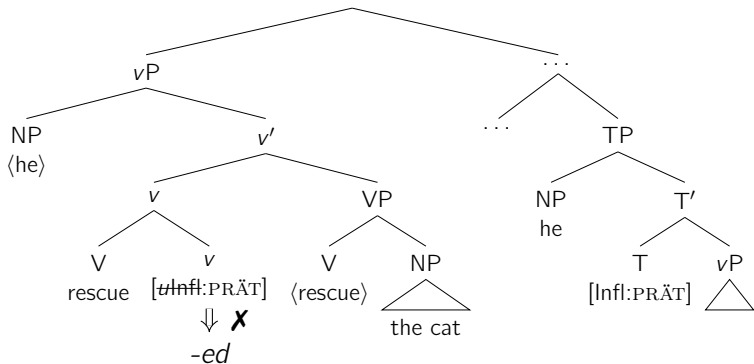 vP . . .
NP v′ . . . TP
⟨he⟩
v VP NP T′
he
V v V NP T vP
rescue [uInfl:PRÄT] ⟨rescue⟩ [Infl:PRÄT]
⇓ ✗ the cat
-ed